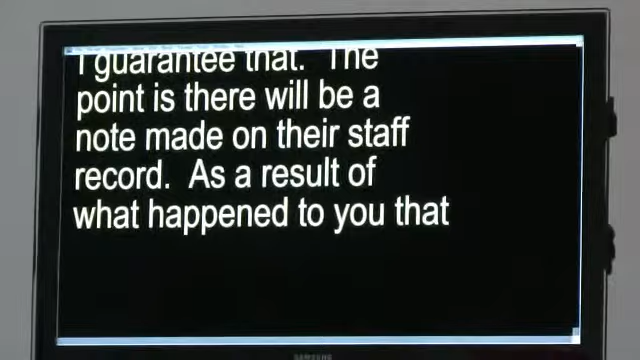 I guarantee that. The
point is there will be a
note made on their staff
record. As a result of
what happened to you that
SAMSUNG